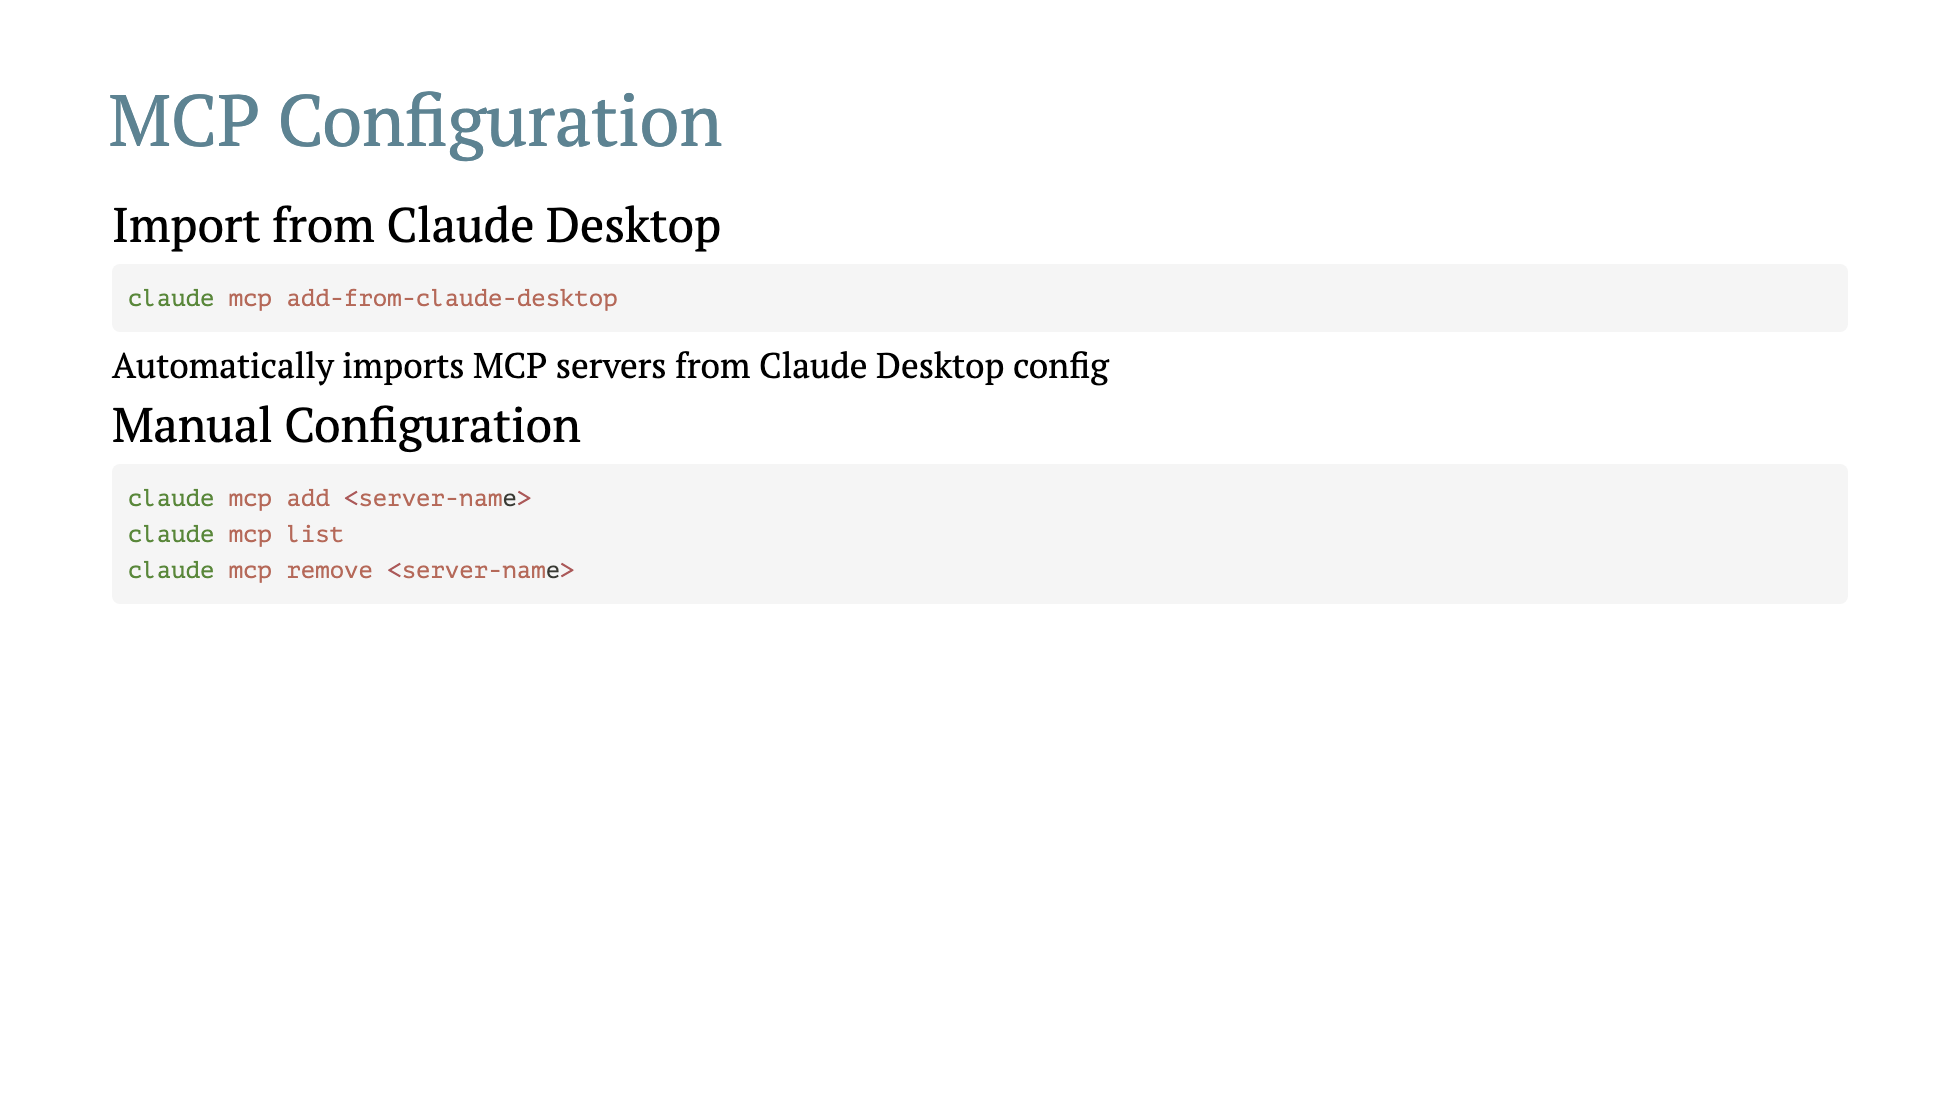 MCP Configuration
Import from Claude Desktop
claude mcp add-from-claude-desktop
Automatically imports MCP servers from Claude Desktop config
Manual Configuration
claude mcp add <server-name>
claude mcp list
claude mcp remove <server-name>